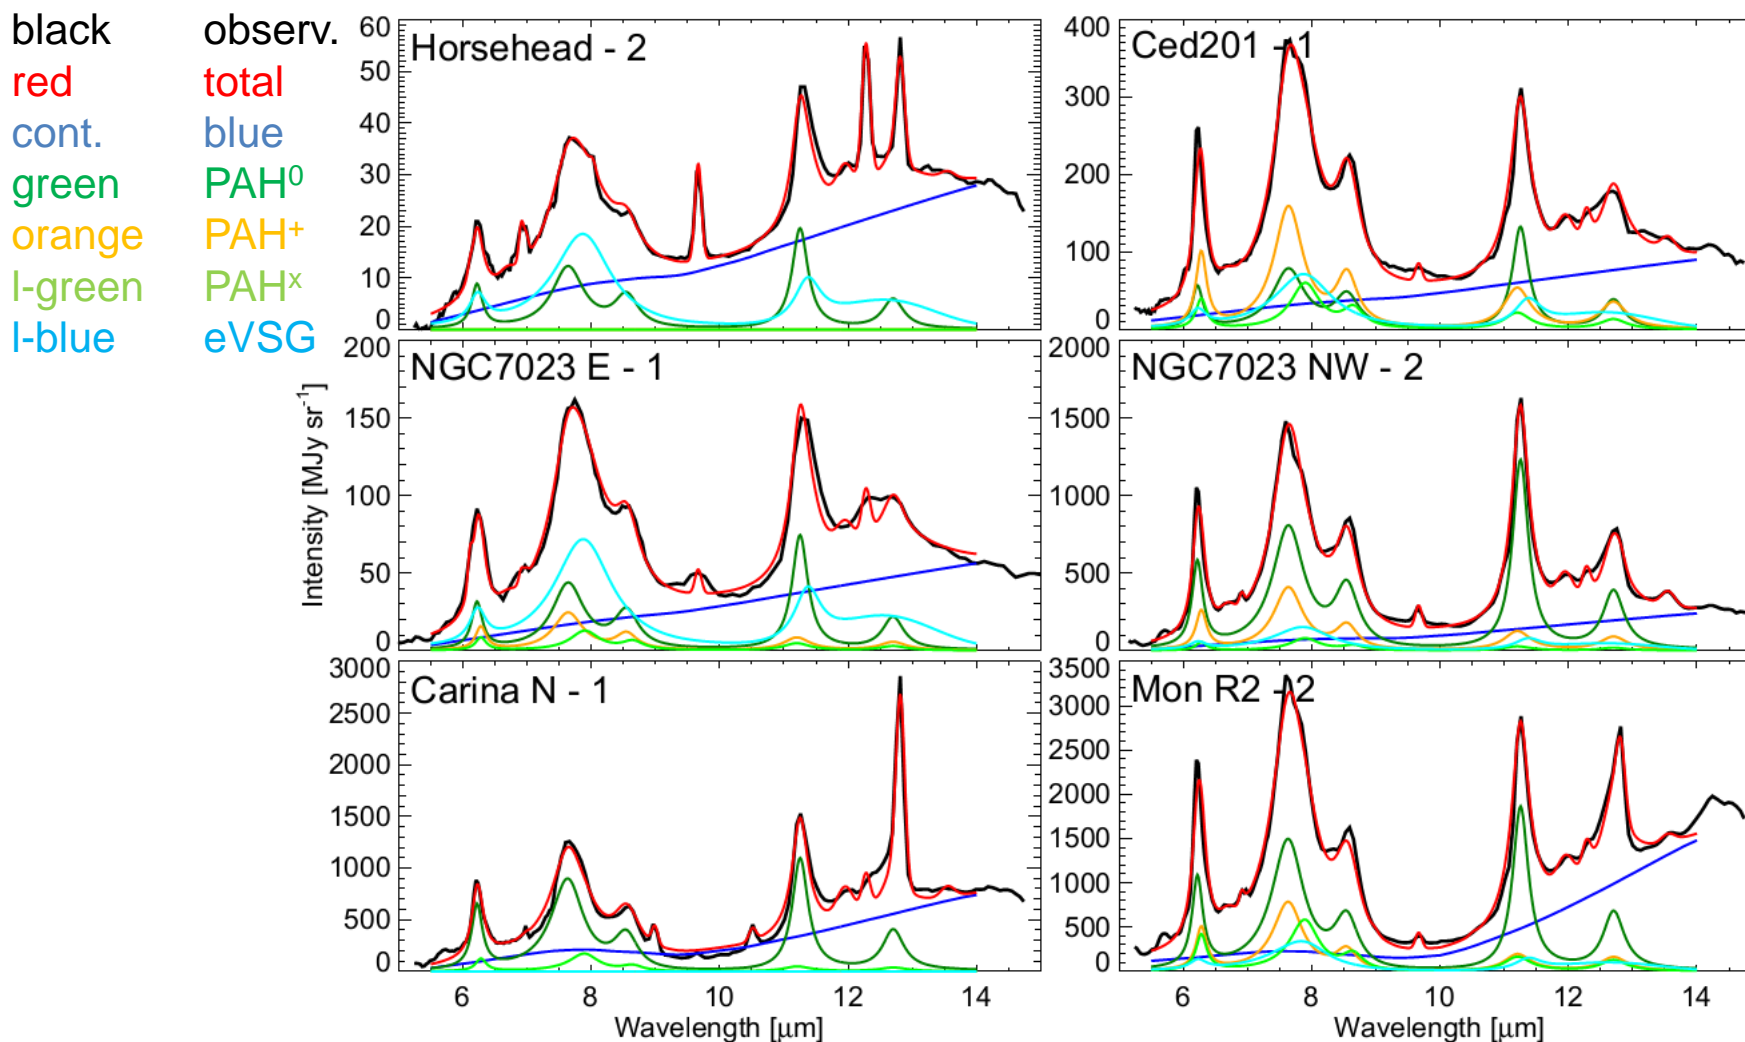 black observ.
red total
cont. blue
green PAH⁰
orange PAH⁺
l-green PAHˣ
l-blue eVSG
Horsehead - 2
60
50
40
30
20
10
0
Ced201 - 1
400
300
200
100
0
NGC7023 E - 1
200
150
100
50
0
NGC7023 NW - 2
2000
1500
1000
500
0
Intensity [MJy sr⁻¹]
Carina N - 1
3000
2500
2000
1500
1000
500
0
Mon R2 - 2
3500
3000
2500
2000
1500
1000
500
0
6 8 10 12 14
6 8 10 12 14
Wavelength [μm]
Wavelength [μm]